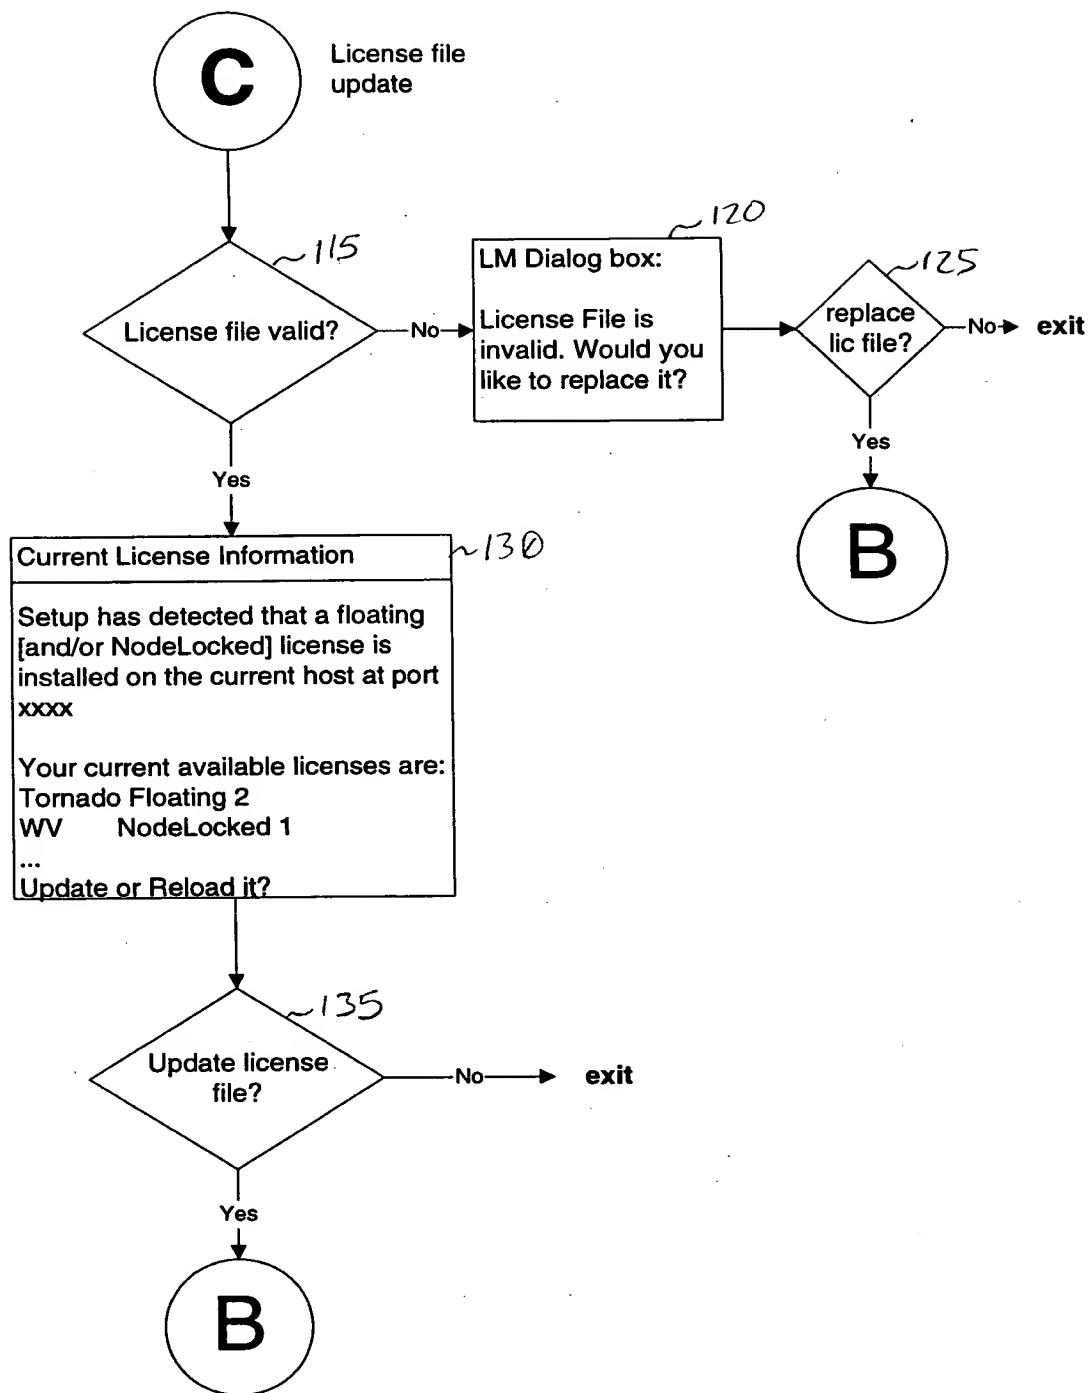 C
License file
update
~115
License file valid?
No
~120
LM Dialog box:
License File is
invalid. Would you
like to replace it?
~125
replace
lic file?
No
exit
Yes
B
Yes
~130
Current License Information
Setup has detected that a floating
[and/or NodeLocked] license is
installed on the current host at port
xxxx
Your current available licenses are:
Tornado Floating 2
WV NodeLocked 1
...
Update or Reload it?
~135
Update license
file?
No
exit
Yes
B